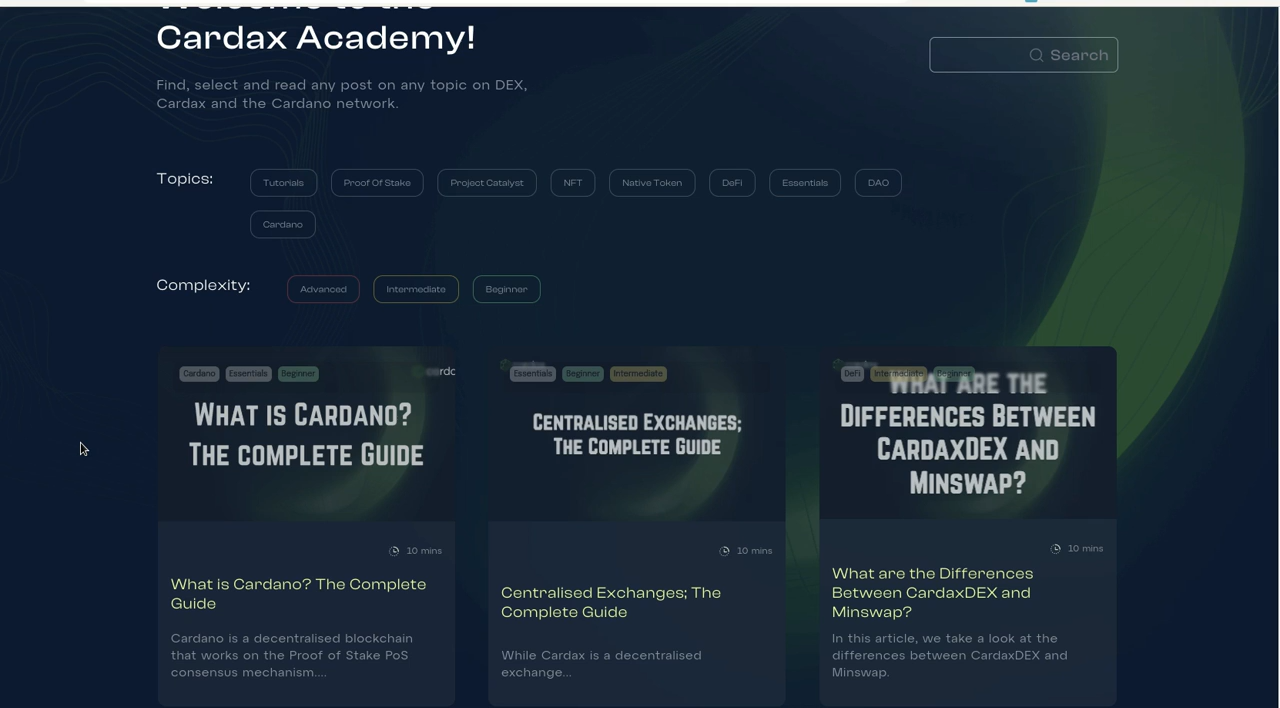 Welcome to the
Cardax Academy!
Search
Find, select and read any post on any topic on DEX,
Cardax and the Cardano network.
Topics:
Tutorials
Proof Of Stake
Project Catalyst
NFT
Native Token
DeFi
Essentials
DAO
Cardano
Complexity:
Advanced
Intermediate
Beginner
Cardano
Essentials
Beginner
WHAT IS CARDANO?
THE COMPLETE GUIDE
10 mins
What is Cardano? The Complete
Guide
Cardano is a decentralised blockchain
that works on the Proof of Stake PoS
consensus mechanism....
Essentials
Beginner
Intermediate
CENTRALISED EXCHANGES;
THE COMPLETE GUIDE
10 mins
Centralised Exchanges; The
Complete Guide
While Cardax is a decentralised
exchange...
DeFi
Intermediate
Beginner
WHAT ARE THE
DIFFERENCES BETWEEN
CARDAXDEX AND
MINSWAP?
10 mins
What are the Differences
Between CardaxDEX and
Minswap?
In this article, we take a look at the
differences between CardaxDEX and
Minswap.